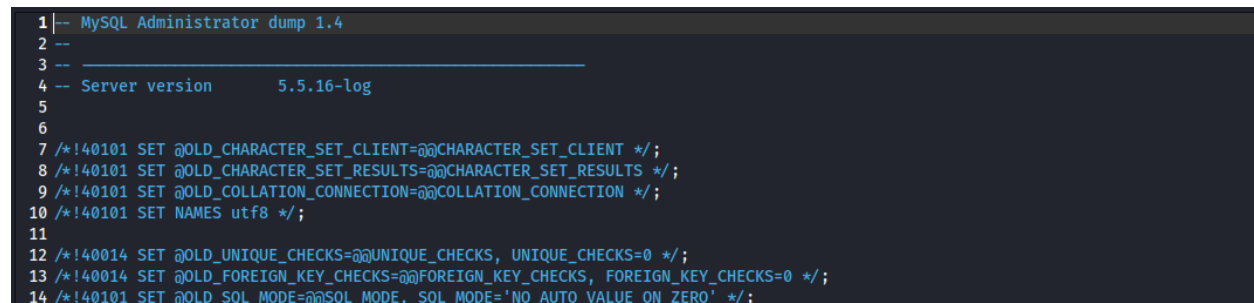 1 -- MySQL Administrator dump 1.4
2 --
3 -- ------------------------------------------------------
4 -- Server version       5.5.16-log
5
6
7 /*!40101 SET @OLD_CHARACTER_SET_CLIENT=@@CHARACTER_SET_CLIENT */;
8 /*!40101 SET @OLD_CHARACTER_SET_RESULTS=@@CHARACTER_SET_RESULTS */;
9 /*!40101 SET @OLD_COLLATION_CONNECTION=@@COLLATION_CONNECTION */;
10 /*!40101 SET NAMES utf8 */;
11
12 /*!40014 SET @OLD_UNIQUE_CHECKS=@@UNIQUE_CHECKS, UNIQUE_CHECKS=0 */;
13 /*!40014 SET @OLD_FOREIGN_KEY_CHECKS=@@FOREIGN_KEY_CHECKS, FOREIGN_KEY_CHECKS=0 */;
14 /*!40101 SET @OLD_SQL_MODE=@@SQL_MODE, SQL_MODE='NO_AUTO_VALUE_ON_ZERO' */;